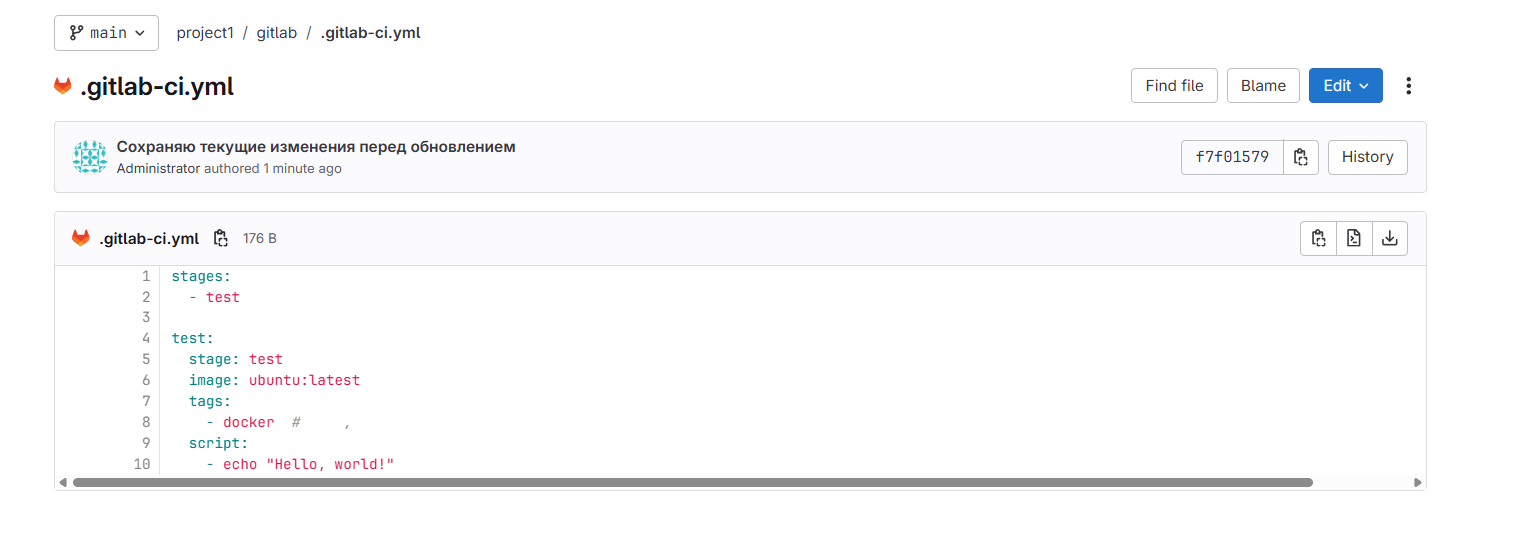 main
project1 / gitlab / .gitlab-ci.yml
.gitlab-ci.yml
Find file
Blame
Edit
Сохраняю текущие изменения перед обновлением
Administrator authored 1 minute ago
f7f01579
History
.gitlab-ci.yml 176 B
1 stages:
2   - test
3
4 test:
5   stage: test
6   image: ubuntu:latest
7   tags:
8     - docker  #     ,
9   script:
10     - echo "Hello, world!"